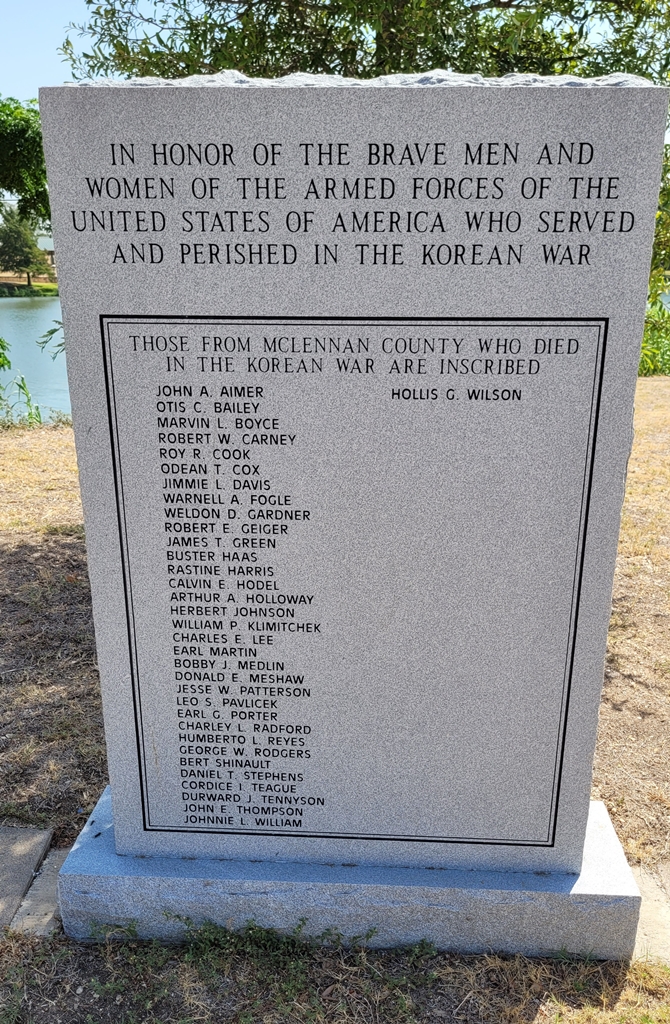 IN HONOR OF THE BRAVE MEN AND
WOMEN OF THE ARMED FORCES OF THE
UNITED STATES OF AMERICA WHO SERVED
AND PERISHED IN THE KOREAN WAR
THOSE FROM MCLENNAN COUNTY WHO DIED
IN THE KOREAN WAR ARE INSCRIBED
JOHN A. AIMER
OTIS C. BAILEY
MARVIN L. BOYCE
ROBERT W. CARNEY
ROY R. COOK
ODEAN T. COX
JIMMIE L. DAVIS
WARNELL A. FOGLE
WELDON D. GARDNER
ROBERT E. GEIGER
JAMES T. GREEN
BUSTER HAAS
RASTINE HARRIS
CALVIN E. HODEL
ARTHUR A. HOLLOWAY
HERBERT JOHNSON
WILLIAM P. KLIMITCHEK
CHARLES E. LEE
EARL MARTIN
BOBBY J. MEDLIN
DONALD E. MESHAW
JESSE W. PATTERSON
LEO S. PAVLICEK
EARL G. PORTER
CHARLEY L. RADFORD
HUMBERTO L. REYES
GEORGE W. RODGERS
BERT SHINAULT
DANIEL T. STEPHENS
CORDICE I. TEAGUE
DURWARD J. TENNYSON
JOHN E. THOMPSON
JOHNNIE L. WILLIAM
HOLLIS G. WILSON